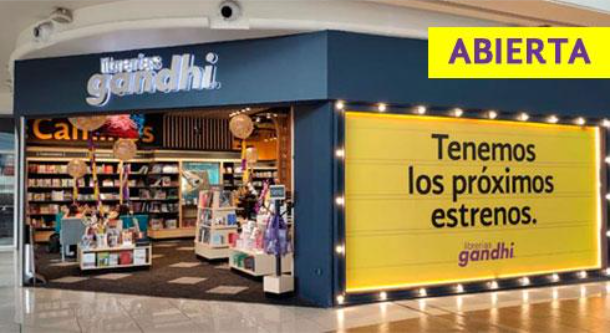 ABIERTA
librerías
gandhi.
Tenemos
los próximos
estrenos.
librerías
gandhi.